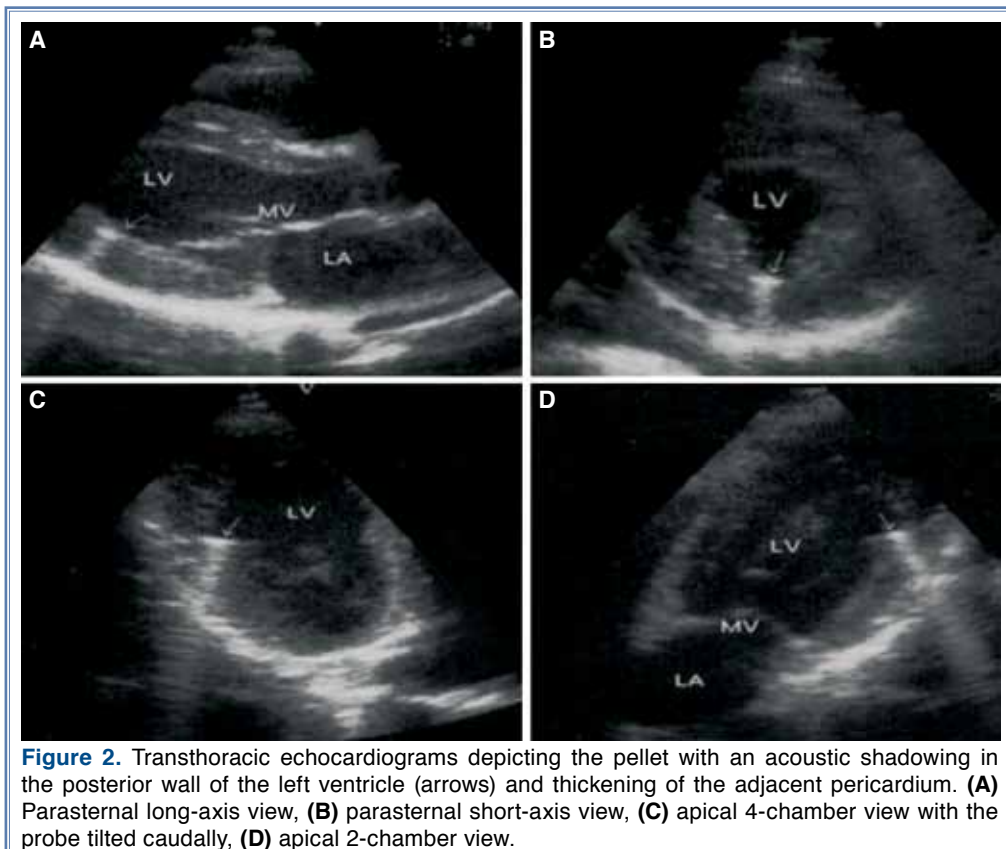 A
B
LV
MV
LA
LV
C
D
LV
LV
MV
LA
Figure 2. Transthoracic echocardiograms depicting the pellet with an acoustic shadowing in
the posterior wall of the left ventricle (arrows) and thickening of the adjacent pericardium. (A)
Parasternal long-axis view, (B) parasternal short-axis view, (C) apical 4-chamber view with the
probe tilted caudally, (D) apical 2-chamber view.